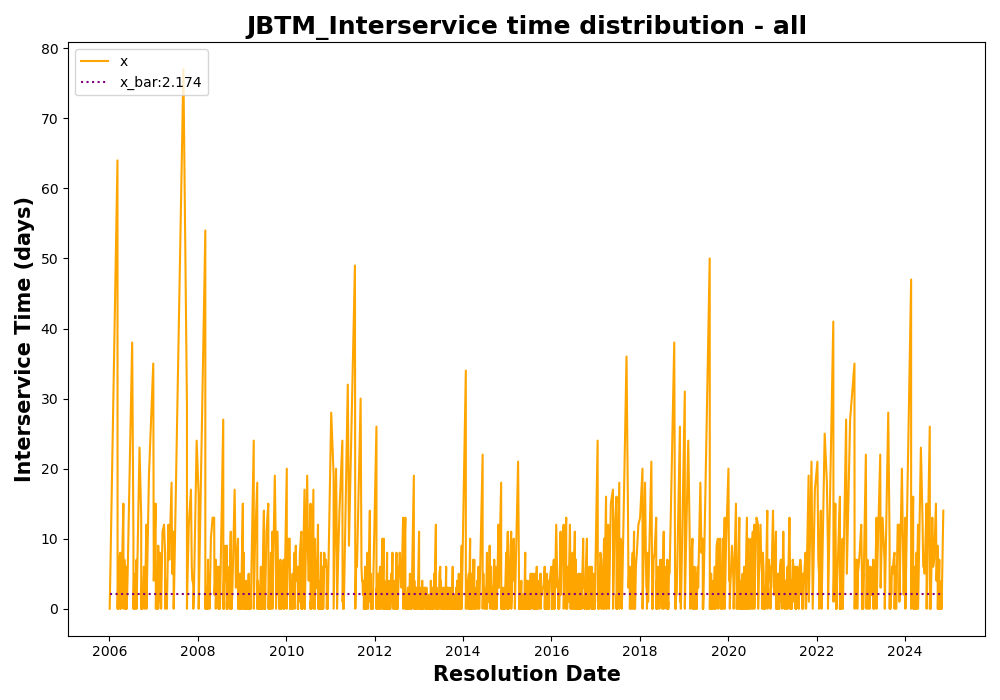 JBTM_Interservice time distribution - all
x
x_bar:2.174
Interservice Time (days)
80
70
60
50
40
30
20
10
0
2006 2008 2010 2012 2014 2016 2018 2020 2022 2024
Resolution Date